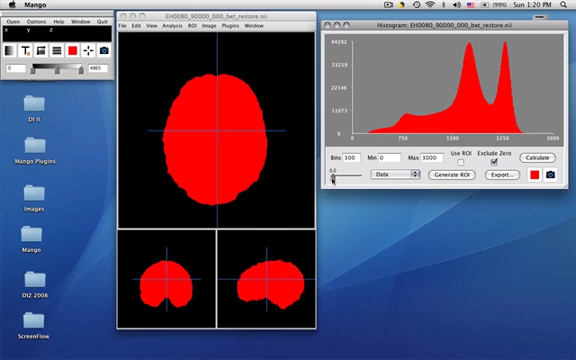 Mango
(99%) Sun 1:20 PM
Open Options Window Quit
x y z
0 4865
DI II
Mango Plugins
Images
Mango
DI2 2008
ScreenFlow
EH0080_90000_000_bet_restore.nii
File Edit View Analysis ROI Image Plugins Window
Histogram: EH0080_90000_000_bet_restore.nii
44292
33219
22146
11073
0
0 750 1500 2250 3000
Bins 300 Min 0 Max 3000 Use ROI Exclude Zero Calculate
0.0
Data Generate ROI Export...